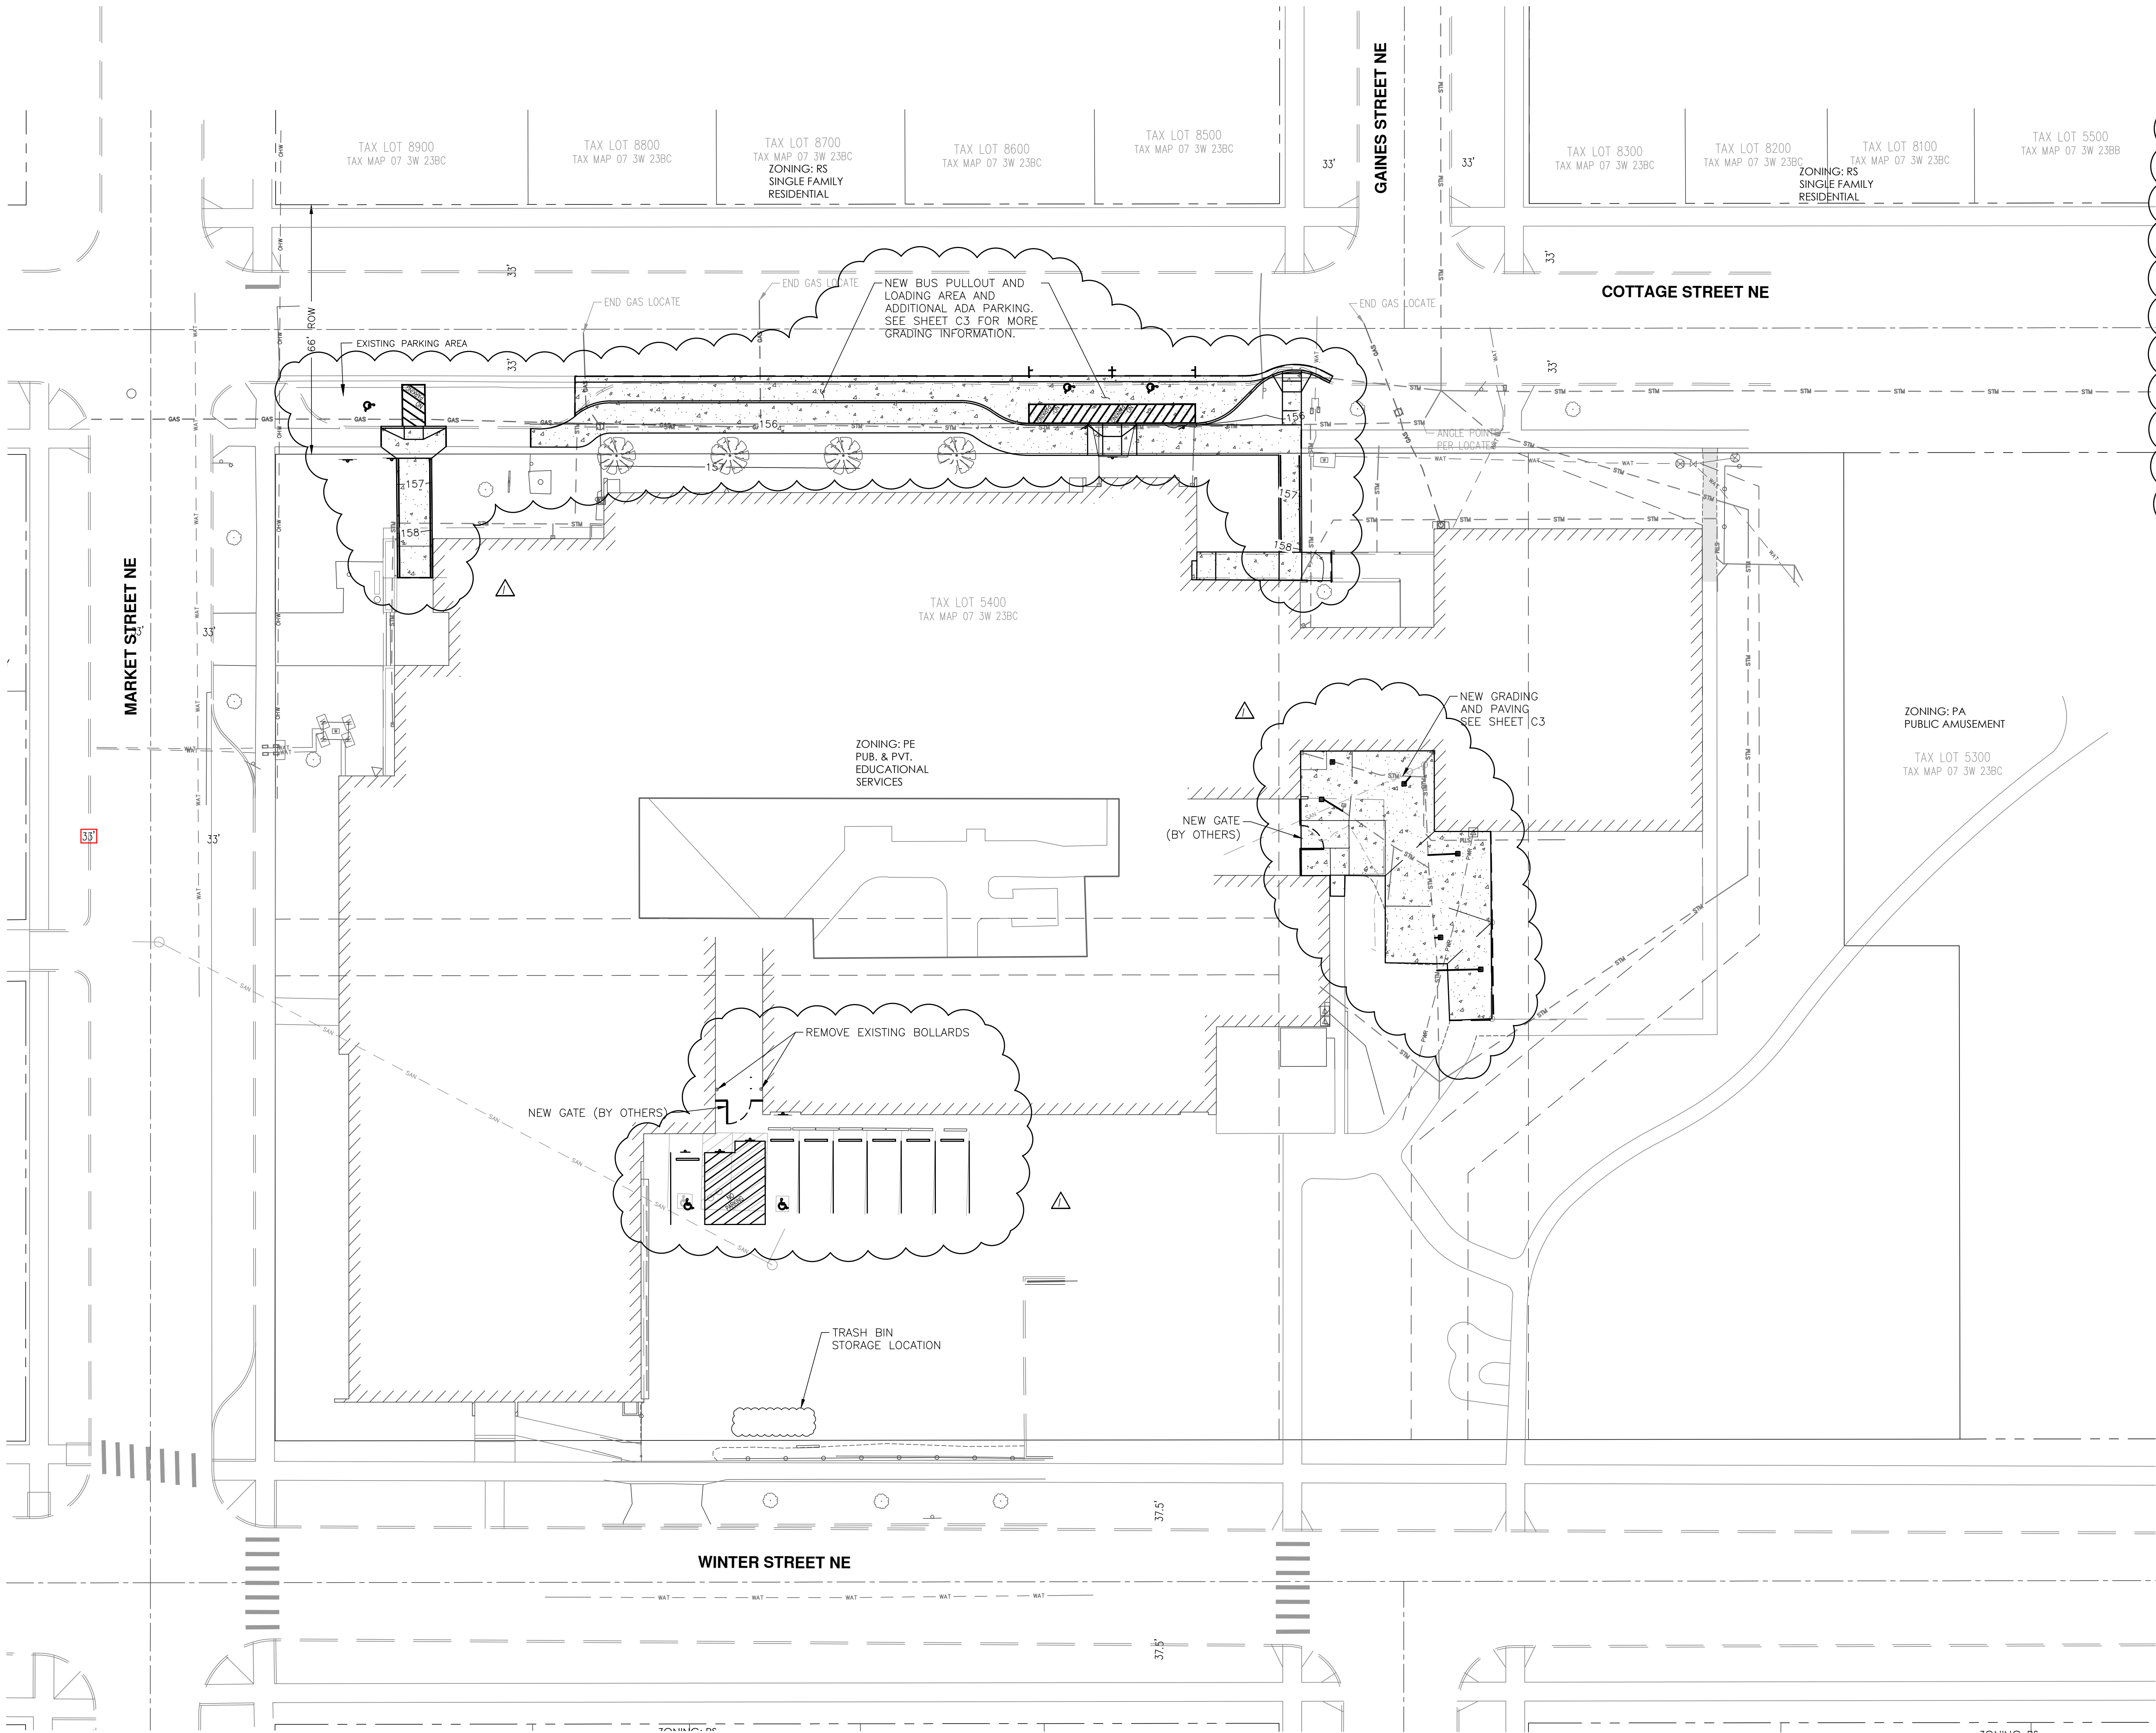 GAINES STREET NE
TAX LOT 8900
TAX MAP 07 3W 23BC
TAX LOT 8800
TAX MAP 07 3W 23BC
TAX LOT 8700
TAX MAP 07 3W 23BC
ZONING: RS
SINGLE FAMILY
RESIDENTIAL
TAX LOT 8600
TAX MAP 07 3W 23BC
TAX LOT 8500
TAX MAP 07 3W 23BC
33'
33'
TAX LOT 8300
TAX MAP 07 3W 23BC
TAX LOT 8200
TAX MAP 07 3W 23BC
TAX LOT 8100
TAX MAP 07 3W 23BC
ZONING: RS
SINGLE FAMILY
RESIDENTIAL
TAX LOT 5500
TAX MAP 07 3W 23BB
33'
33'
COTTAGE STREET NE
END GAS LOCATE
END GAS LOCATE
END GAS LOCATE
NEW BUS PULLOUT AND
LOADING AREA AND
ADDITIONAL ADA PARKING.
SEE SHEET C3 FOR MORE
GRADING INFORMATION.
66' ROW
EXISTING PARKING AREA
33'
33'
156
156
157
157
157
158
158
ANGLE POINTS
PER LOCATES
MARKET STREET NE
33'
33'
TAX LOT 5400
TAX MAP 07 3W 23BC
NEW GRADING
AND PAVING
SEE SHEET C3
ZONING: PA
PUBLIC AMUSEMENT
TAX LOT 5300
TAX MAP 07 3W 23BC
ZONING: PE
PUB. & PVT.
EDUCATIONAL
SERVICES
NEW GATE
(BY OTHERS)
33'
33'
REMOVE EXISTING BOLLARDS
NEW GATE (BY OTHERS)
NO
PARKING
TRASH BIN
STORAGE LOCATION
37.5'
WINTER STREET NE
37.5'
GAS
OHW
WAT
STM
SAN
PWR